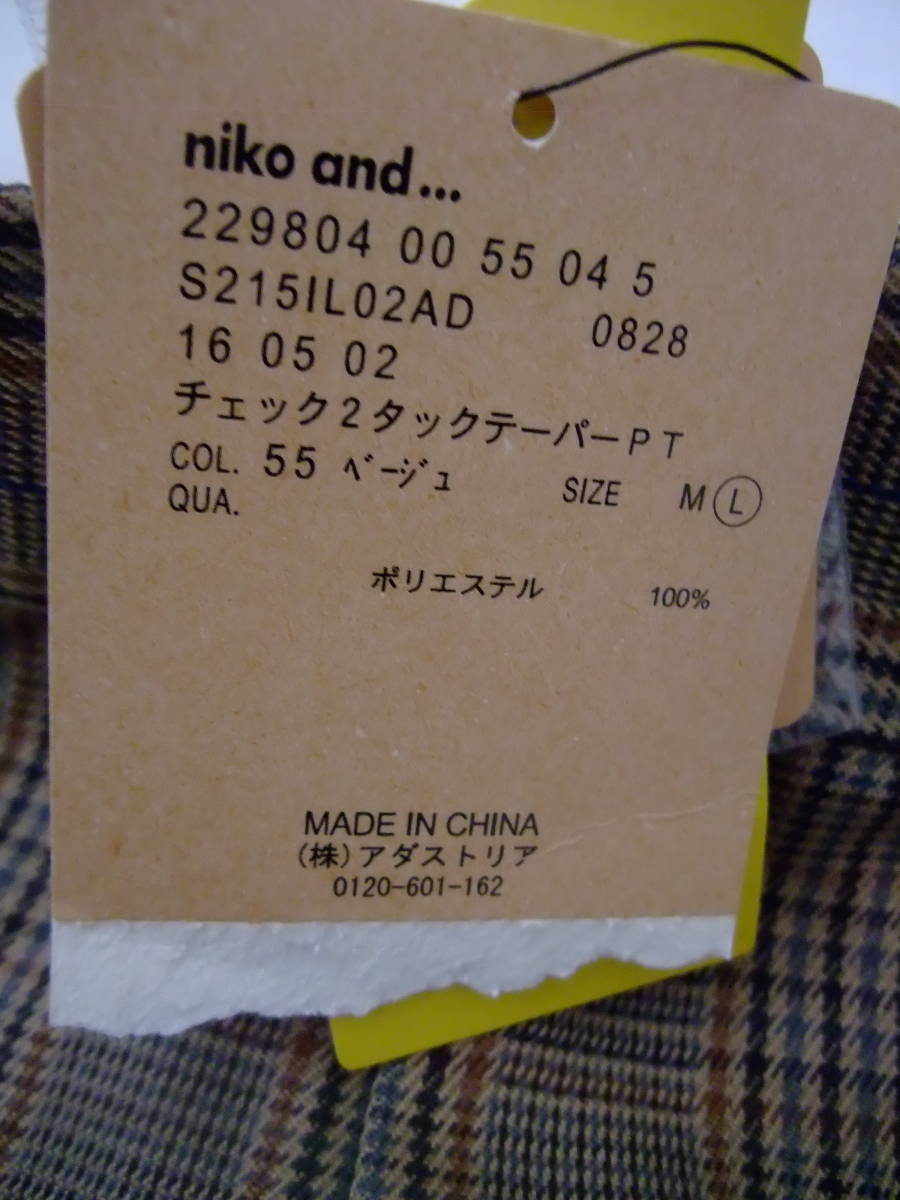 niko and...
229804 00 55 04 5
S215IL02AD 0828
16 05 02
チェック2タックテーパーPT
COL. 55 ﾍﾞｰｼﾞｭ SIZE M Ⓛ
QUA.
ポリエステル 100%
MADE IN CHINA
(株)アダストリア
0120-601-162